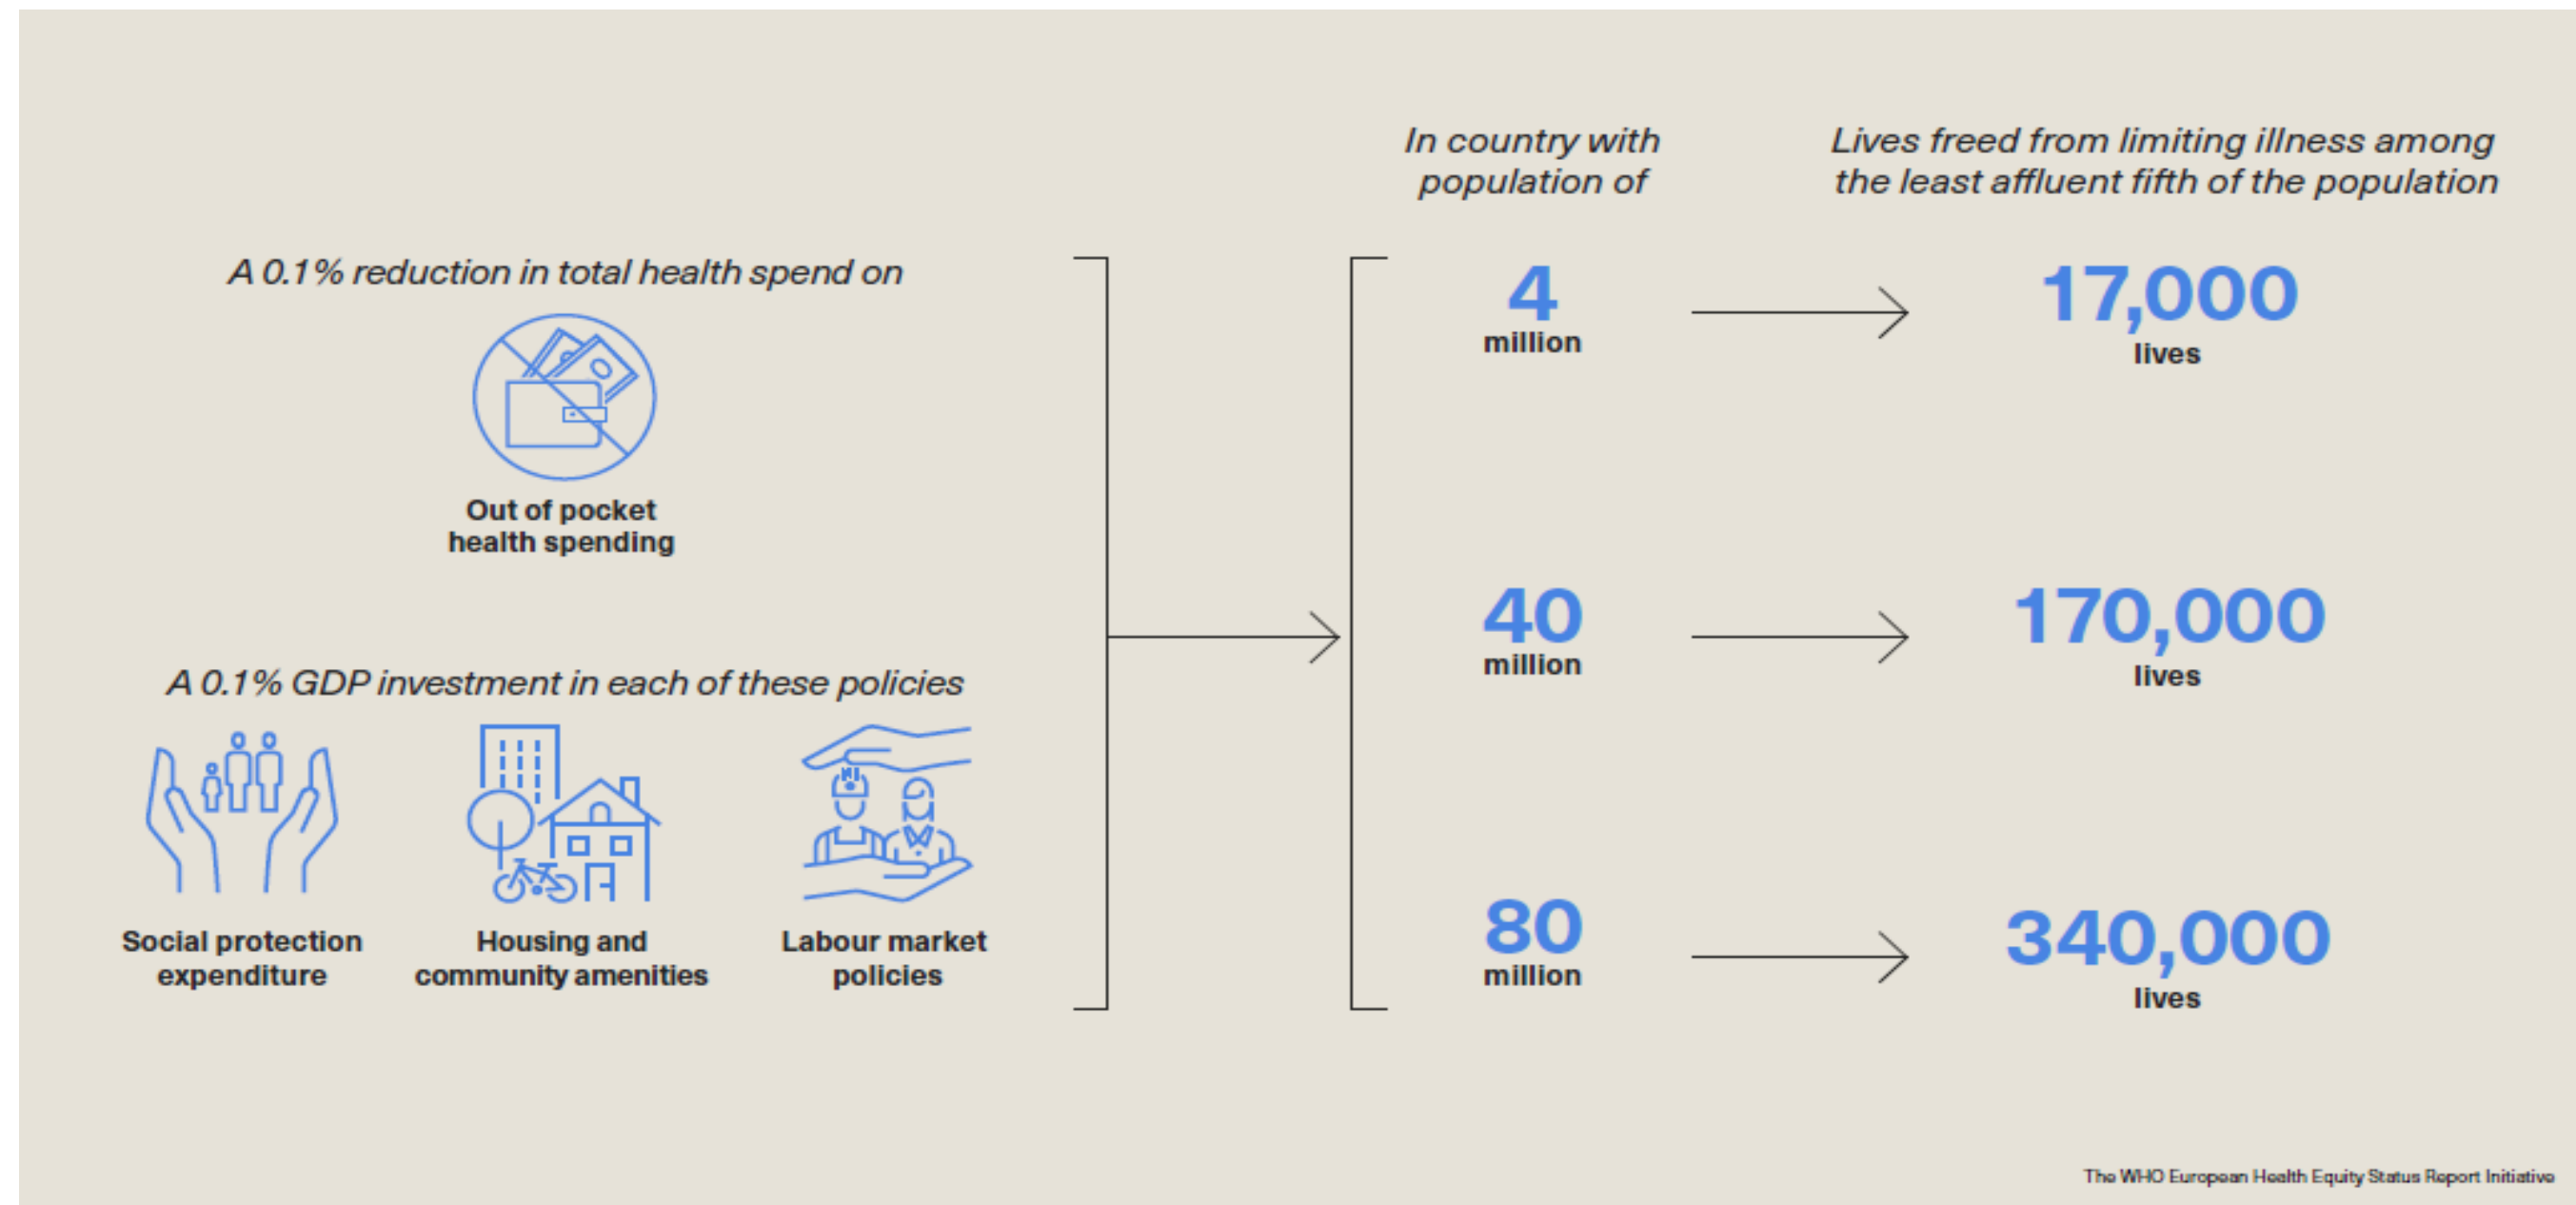 In country with
population of
Lives freed from limiting illness among
the least affluent fifth of the population
A 0.1% reduction in total health spend on
Out of pocket
health spending
A 0.1% GDP investment in each of these policies
Social protection
expenditure
Housing and
community amenities
Labour market
policies
4
million
17,000
lives
40
million
170,000
lives
80
million
340,000
lives
The WHO European Health Equity Status Report Initiative